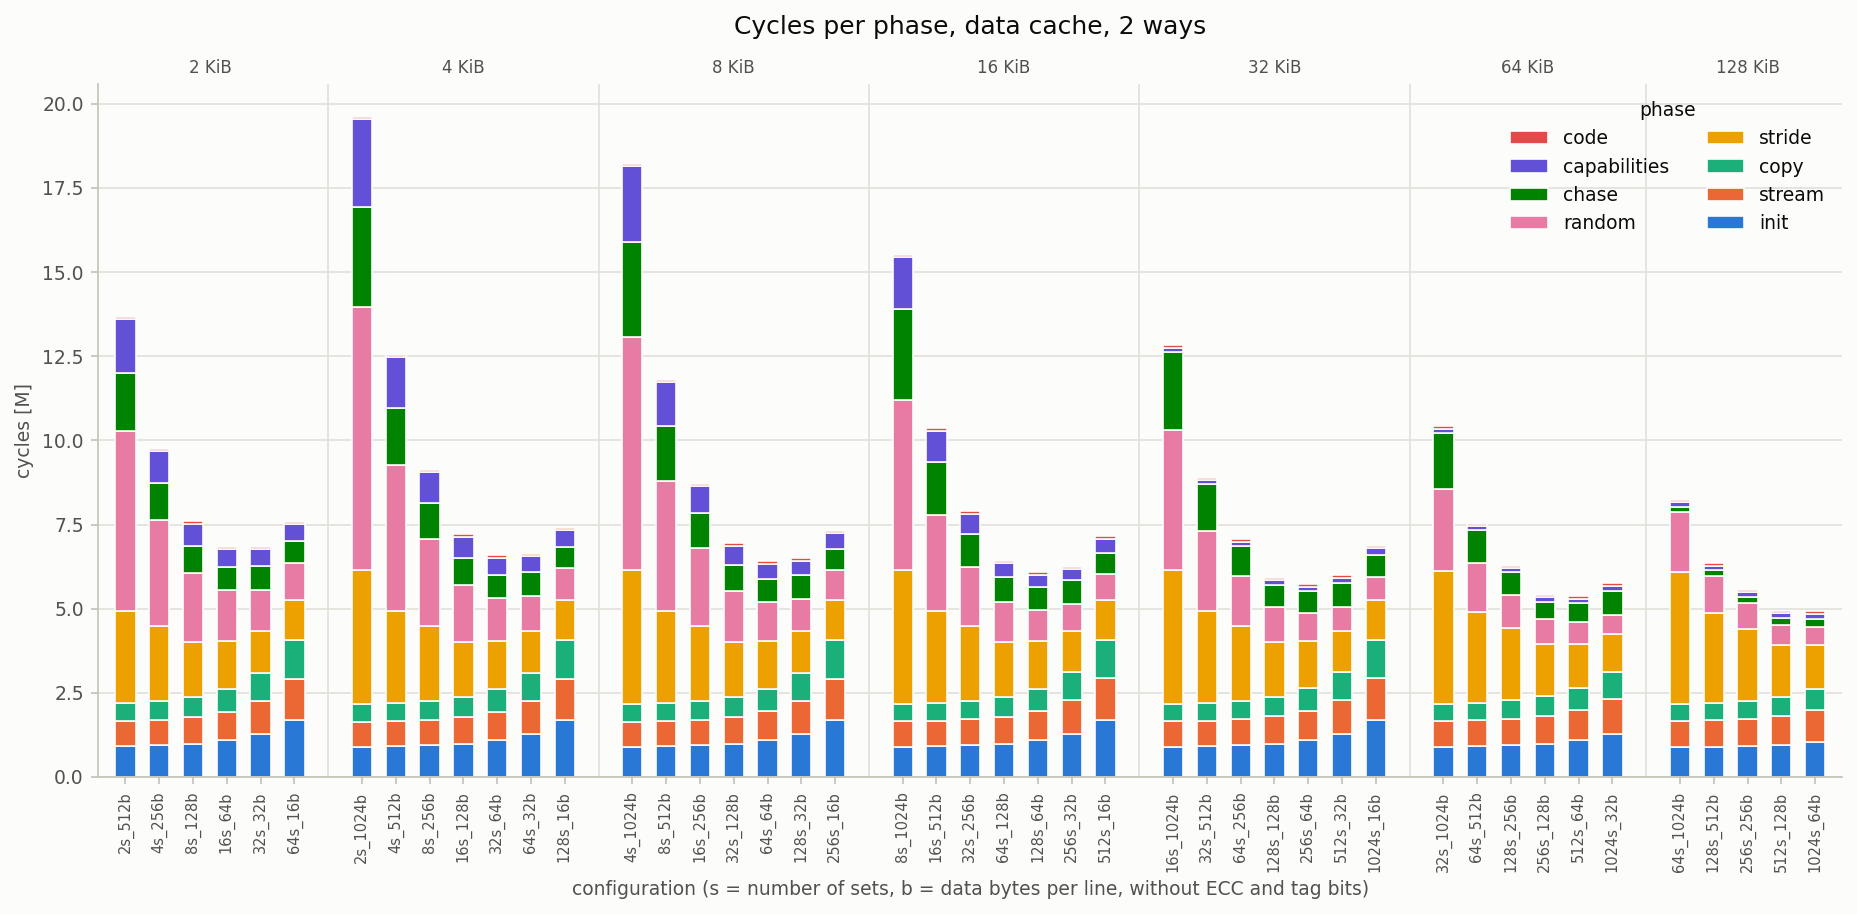 Cycles per phase, data cache, 2 ways
2 KiB 4 KiB 8 KiB 16 KiB 32 KiB 64 KiB 128 KiB
phase
code stride
capabilities copy
chase stream
random init
cycles [M]
20.0
17.5
15.0
12.5
10.0
7.5
5.0
2.5
0.0
2s_512b
4s_256b
8s_128b
16s_64b
32s_32b
64s_16b
2s_1024b
4s_512b
8s_256b
16s_128b
32s_64b
64s_32b
128s_16b
4s_1024b
8s_512b
16s_256b
32s_128b
64s_64b
128s_32b
256s_16b
8s_1024b
16s_512b
32s_256b
64s_128b
128s_64b
256s_32b
512s_16b
16s_1024b
32s_512b
64s_256b
128s_128b
256s_64b
512s_32b
1024s_16b
32s_1024b
64s_512b
128s_256b
256s_128b
512s_64b
1024s_32b
64s_1024b
128s_512b
256s_256b
512s_128b
1024s_64b
configuration (s = number of sets, b = data bytes per line, without ECC and tag bits)